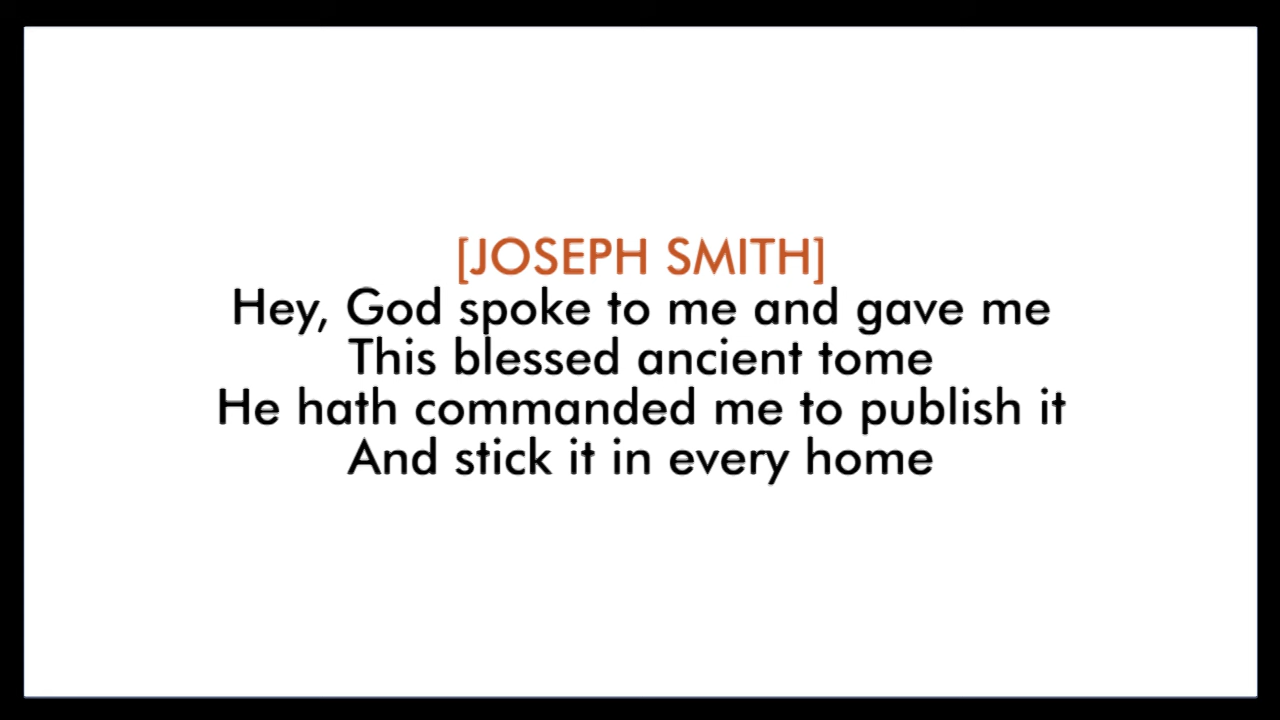 [JOSEPH SMITH]
Hey, God spoke to me and gave me
This blessed ancient tome
He hath commanded me to publish it
And stick it in every home